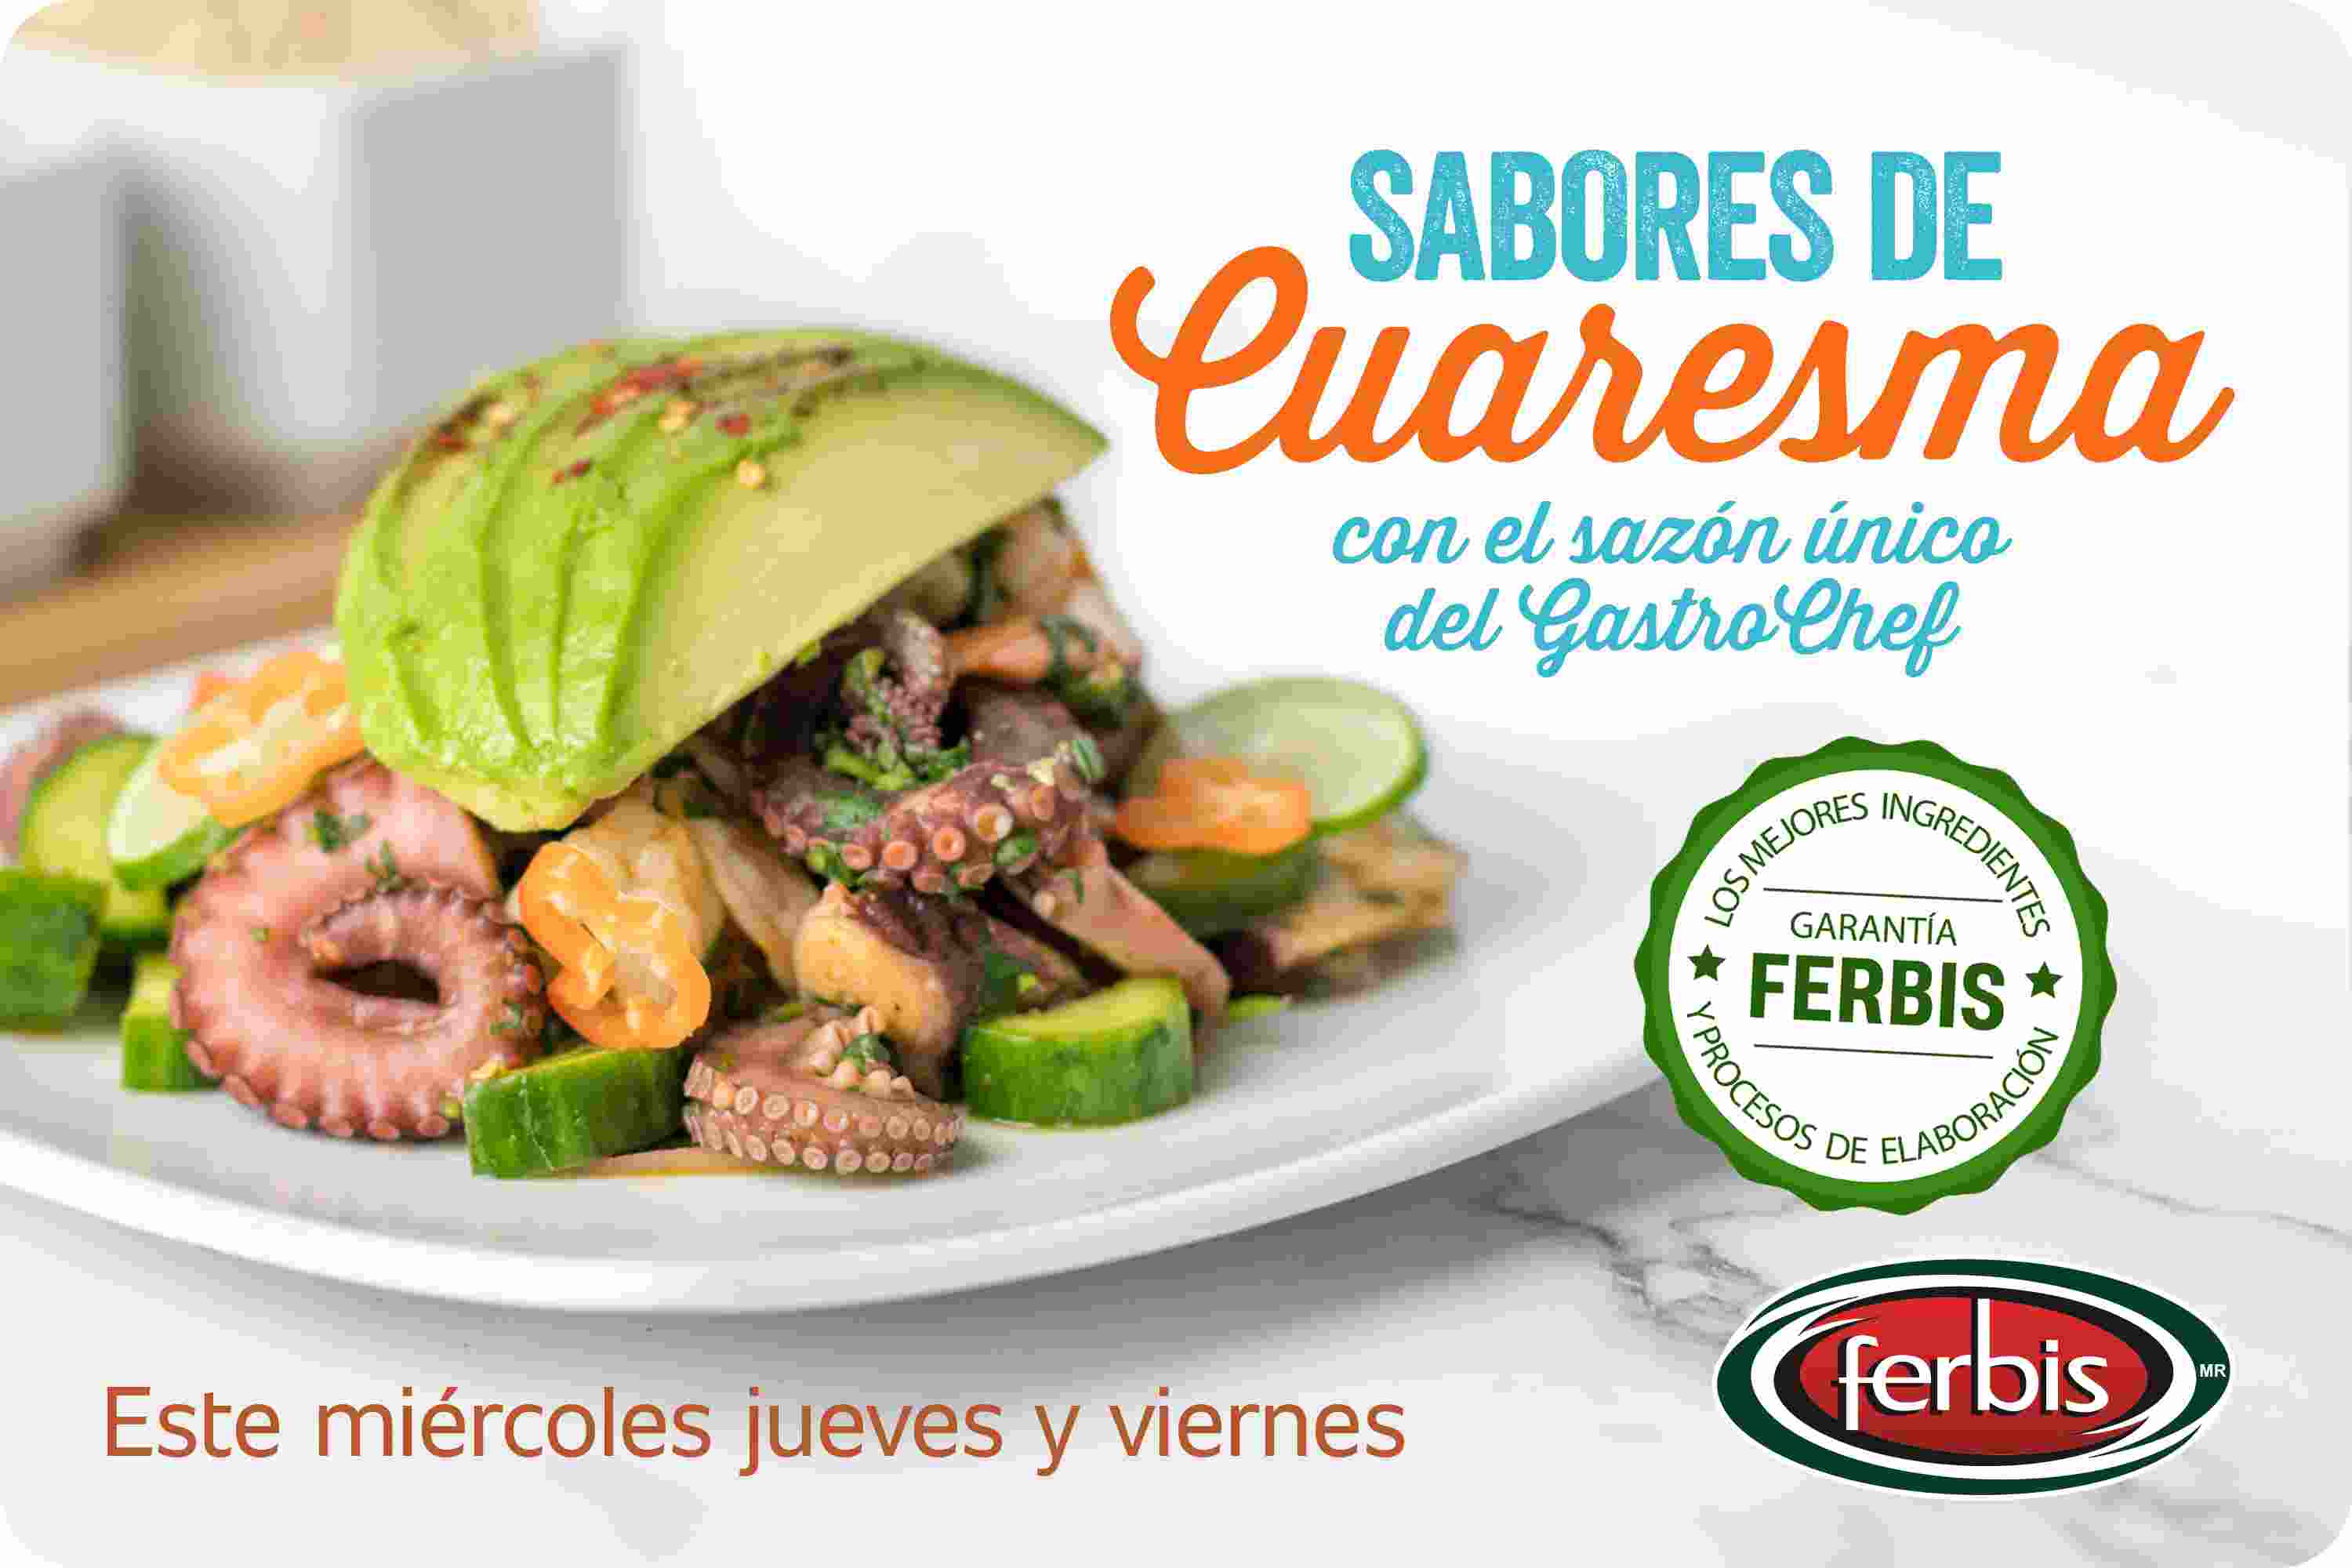 SABORES DE
Cuaresma
con el sazón único
del GastroChef
LOS MEJORES INGREDIENTES
GARANTÍA
FERBIS
Y PROCESOS DE ELABORACIÓN
ferbis MR
Este miércoles jueves y viernes